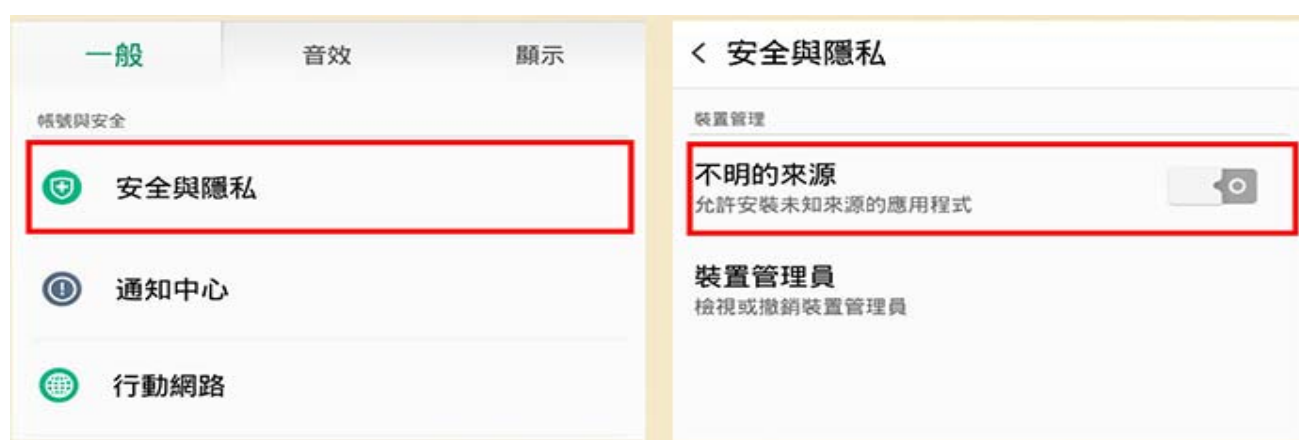 一般 音效 顯示
帳號與安全
安全與隱私
通知中心
行動網路
安全與隱私
裝置管理
不明的來源
允許安裝未知來源的應用程式
裝置管理員
檢視或撤銷裝置管理員